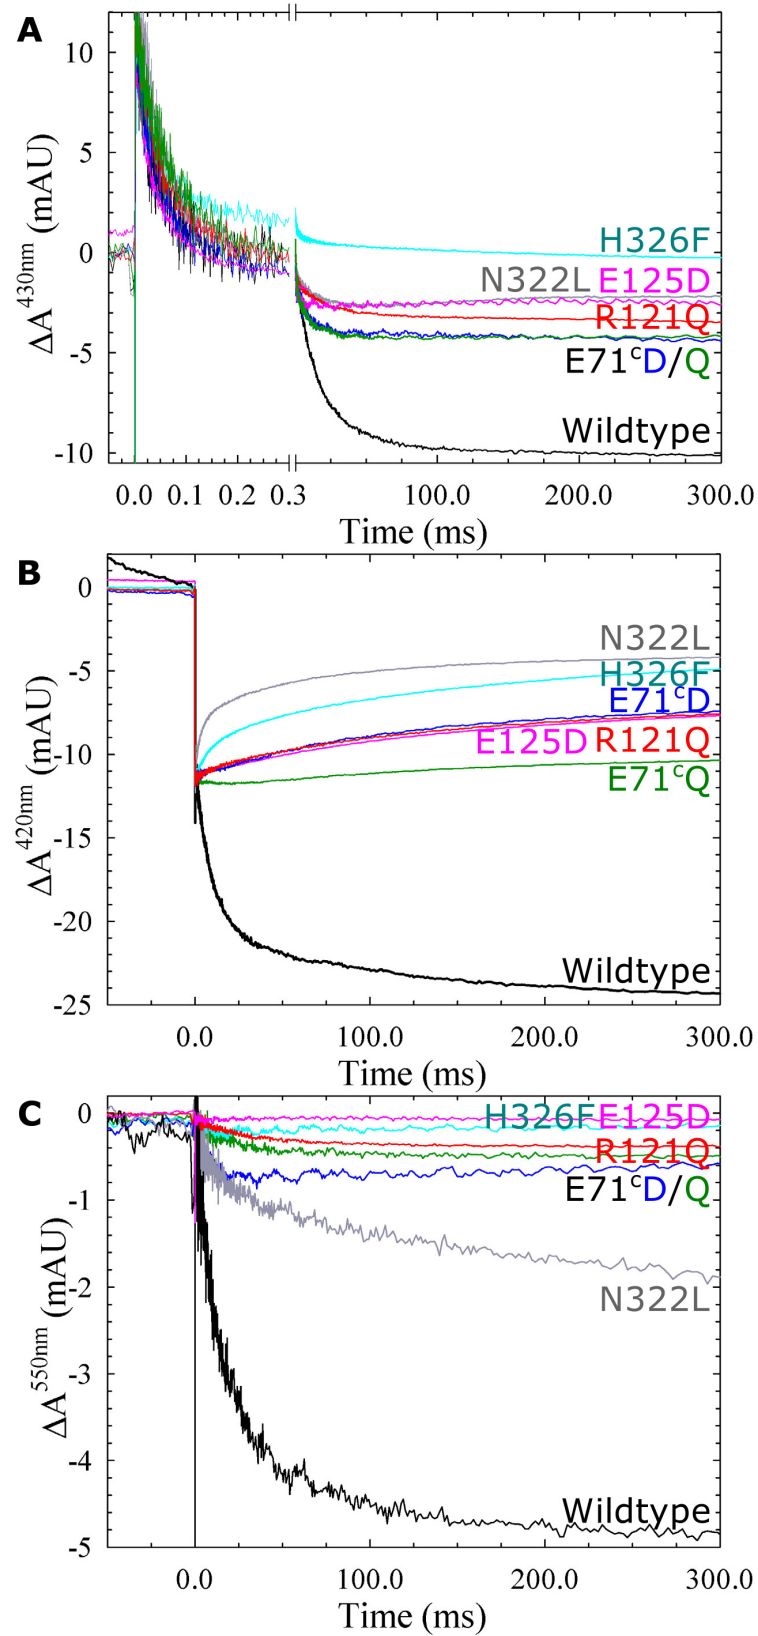 A
ΔA⁴³⁰ⁿᵐ (mAU)
10
5
0
-5
-10
H326F
N322L E125D
R121Q
E71ᶜD/Q
Wildtype
0.0 0.1 0.2 0.3 100.0 200.0 300.0
Time (ms)
B
ΔA⁴²⁰ⁿᵐ (mAU)
0
-5
-10
-15
-20
-25
N322L
H326F
E71ᶜD
E125D R121Q
E71ᶜQ
Wildtype
0.0 100.0 200.0 300.0
Time (ms)
C
ΔA⁵⁵⁰ⁿᵐ (mAU)
0
-1
-2
-3
-4
-5
H326F E125D
R121Q
E71ᶜD/Q
N322L
Wildtype
0.0 100.0 200.0 300.0
Time (ms)